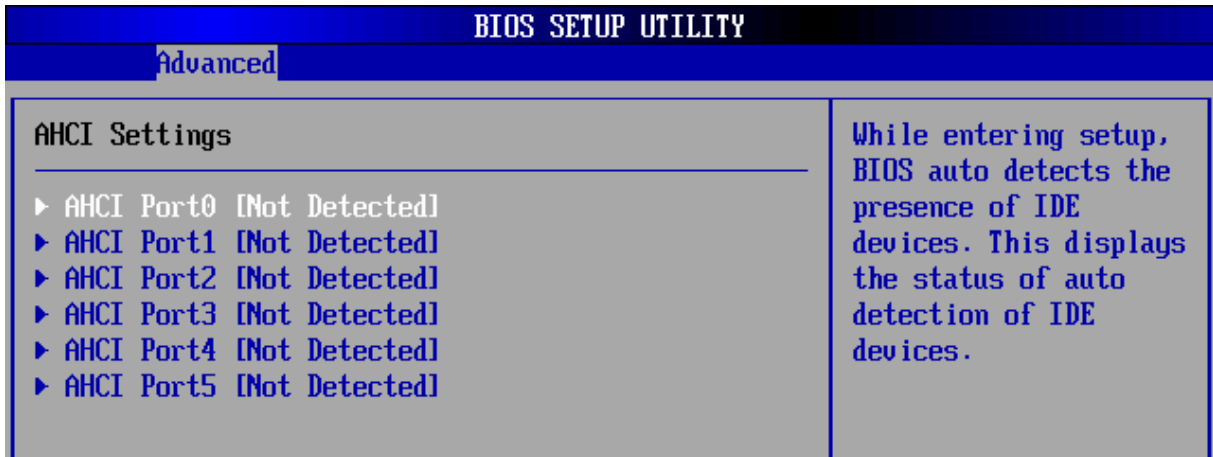 BIOS SETUP UTILITY
Advanced
AHCI Settings
▶ AHCI Port0 [Not Detected]
▶ AHCI Port1 [Not Detected]
▶ AHCI Port2 [Not Detected]
▶ AHCI Port3 [Not Detected]
▶ AHCI Port4 [Not Detected]
▶ AHCI Port5 [Not Detected]
While entering setup,
BIOS auto detects the
presence of IDE
devices. This displays
the status of auto
detection of IDE
devices.